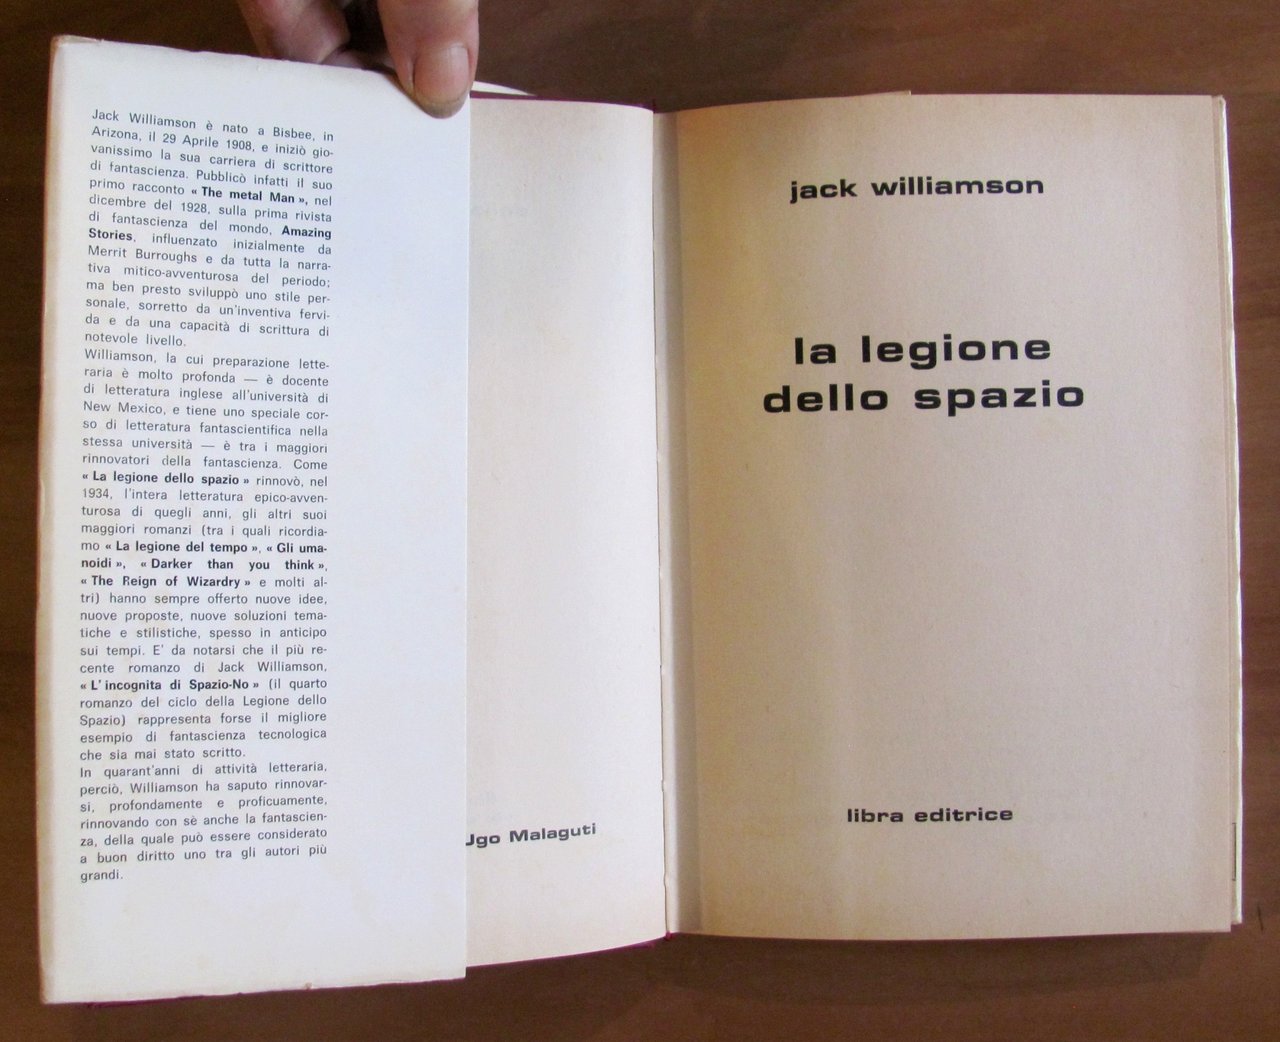 Jack Williamson è nato a Bisbee, in
Arizona, il 29 Aprile 1908, e iniziò gio-
vanissimo la sua carriera di scrittore
di fantascienza. Pubblicò infatti il suo
primo racconto « The metal Man », nel
dicembre del 1928, sulla prima rivista
di fantascienza del mondo, Amazing
Stories, influenzato inizialmente da
Merrit Burroughs e da tutta la narra-
tiva mitico-avventurosa del periodo;
ma ben presto sviluppò uno stile per-
sonale, sorretto da un'inventiva fervi-
da e da una capacità di scrittura di
notevole livello.
Williamson, la cui preparazione lette-
raria è molto profonda — è docente
di letteratura inglese all'università di
New Mexico, e tiene uno speciale cor-
so di letteratura fantascientifica nella
stessa università — è tra i maggiori
rinnovatori della fantascienza. Come
« La legione dello spazio » rinnovò, nel
1934, l'intera letteratura epico-avven-
turosa di quegli anni, gli altri suoi
maggiori romanzi (tra i quali ricordia-
mo « La legione del tempo », « Gli uma-
noidi », « Darker than you think »,
« The Reign of Wizardry » e molti al-
tri) hanno sempre offerto nuove idee,
nuove proposte, nuove soluzioni tema-
tiche e stilistiche, spesso in anticipo
sui tempi. E' da notarsi che il più re-
cente romanzo di Jack Williamson,
« L'incognita di Spazio-No » (il quarto
romanzo del ciclo della Legione dello
Spazio) rappresenta forse il migliore
esempio di fantascienza tecnologica
che sia mai stato scritto.
In quarant'anni di attività letteraria,
perciò, Williamson ha saputo rinnovar-
si, profondamente e proficuamente,
rinnovando con sè anche la fantascien-
za, della quale può essere considerato
a buon diritto uno tra gli autori più
grandi.
Ugo Malaguti
jack williamson
la legione
dello spazio
libra editrice